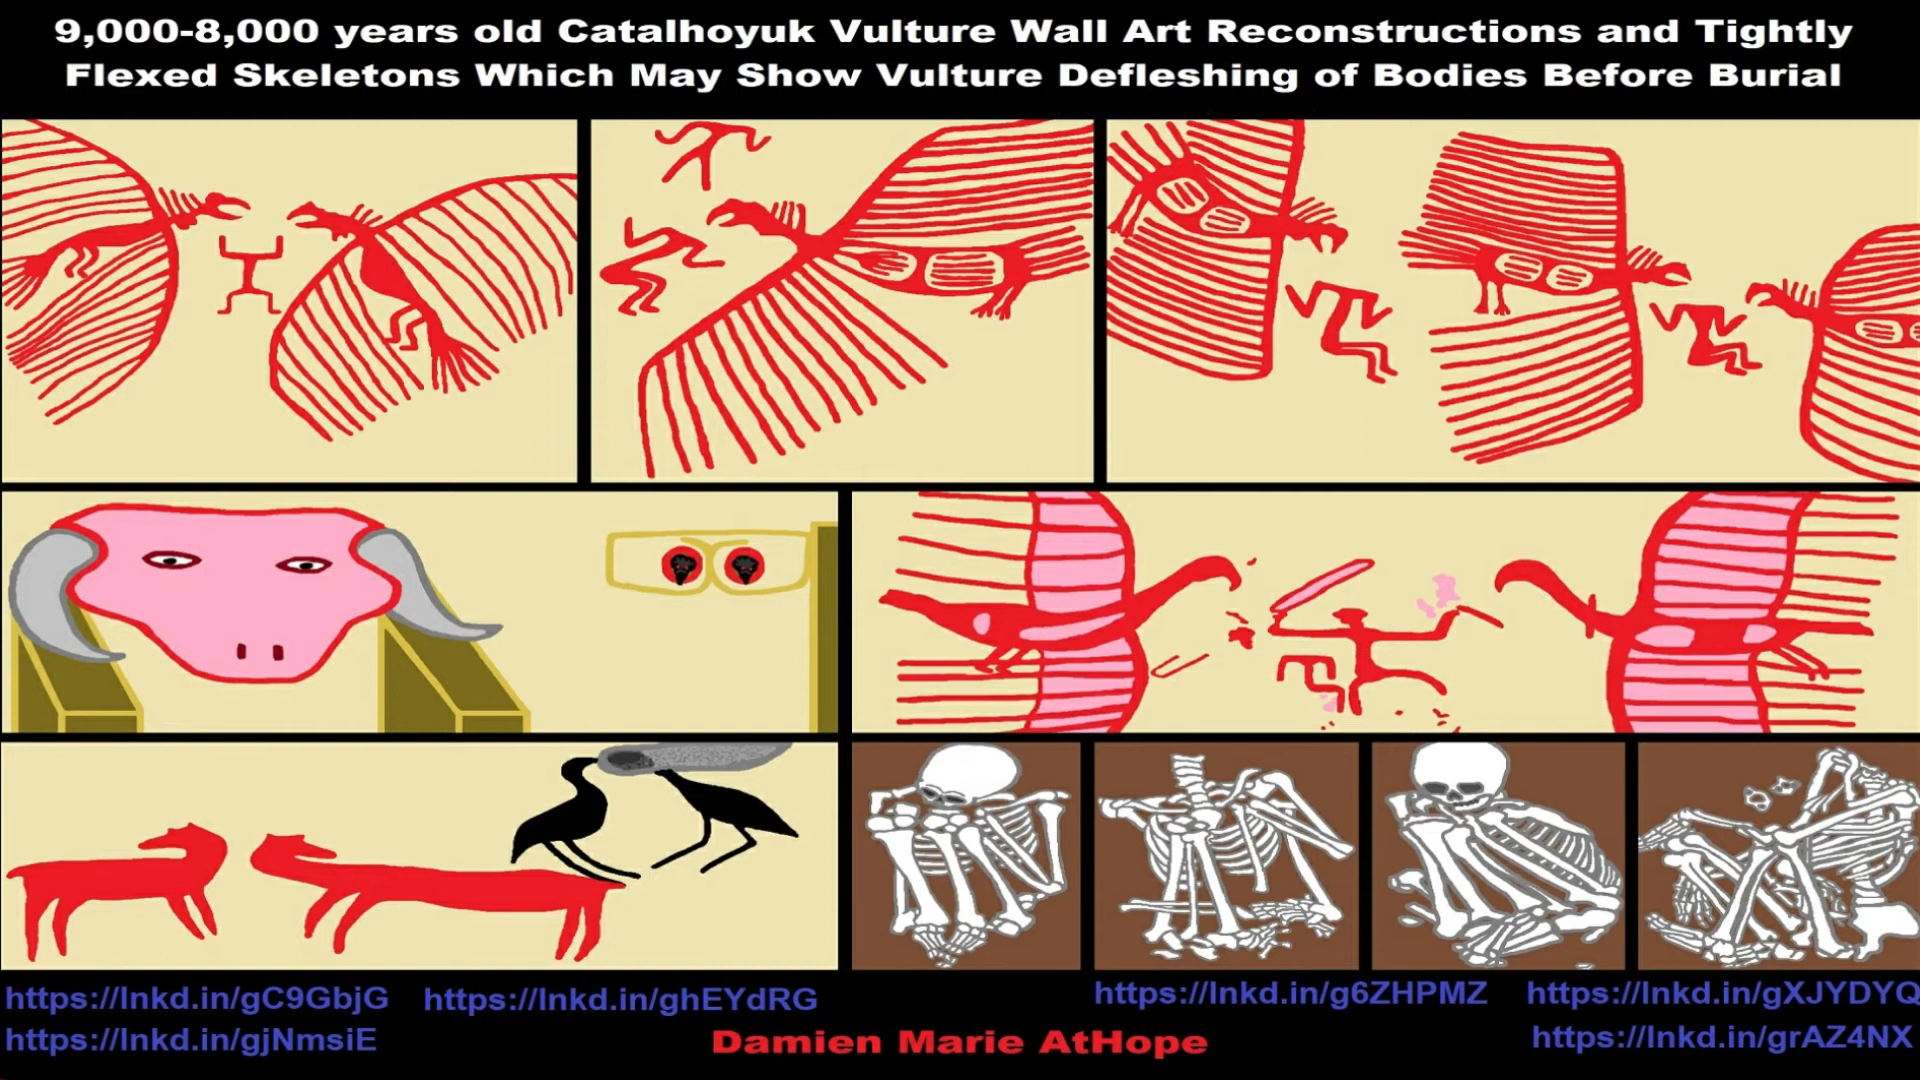 9,000-8,000 years old Catalhoyuk Vulture Wall Art Reconstructions and Tightly
Flexed Skeletons Which May Show Vulture Defleshing of Bodies Before Burial
https://lnkd.in/gC9GbjG
https://lnkd.in/ghEYdRG
https://lnkd.in/g6ZHPMZ
https://lnkd.in/gXJYDYQ
https://lnkd.in/gjNmsiE
Damien Marie AtHope
https://lnkd.in/grAZ4NX